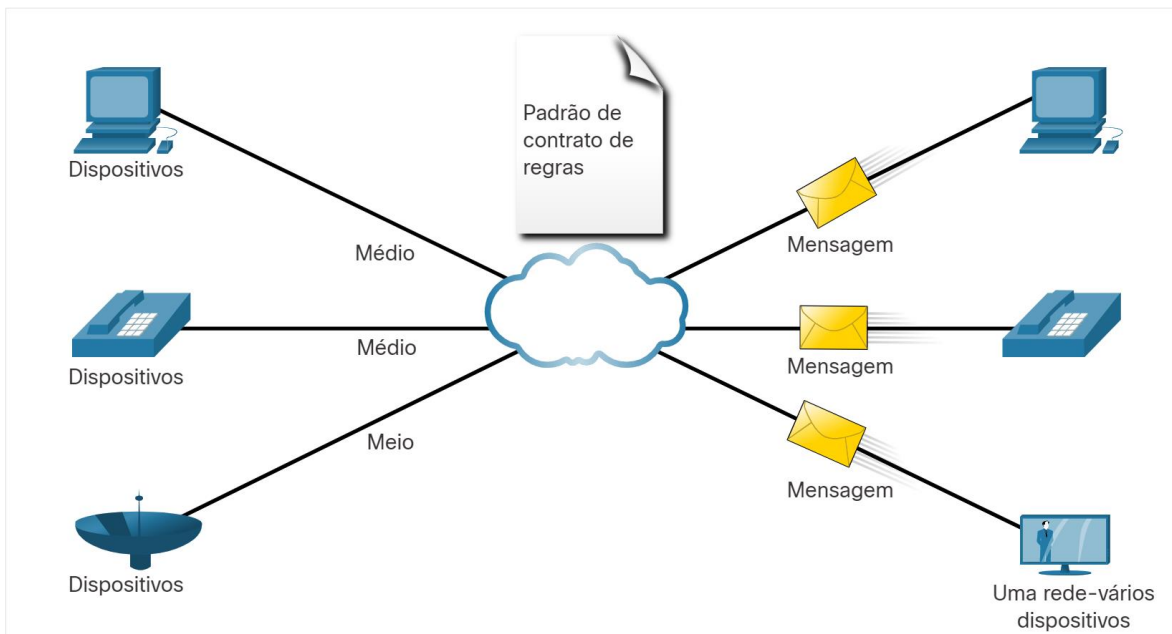 Padrão de
contrato de
regras
Dispositivos
Médio
Mensagem
Dispositivos
Médio
Mensagem
Meio
Mensagem
Dispositivos
Uma rede-vários
dispositivos